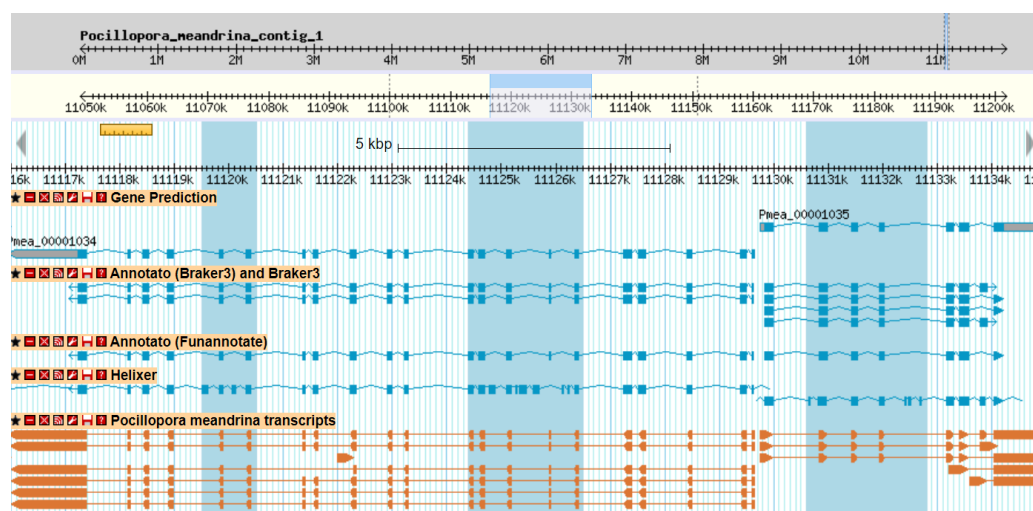 Pocillopora_meandrina_contig_1
0M 1M 2M 3M 4M 5M 6M 7M 8M 9M 10M 11M
11050k 11060k 11070k 11080k 11090k 11100k 11110k 11120k 11130k 11140k 11150k 11160k 11170k 11180k 11190k 11200k
5 kbp
16k 11117k 11118k 11119k 11120k 11121k 11122k 11123k 11124k 11125k 11126k 11127k 11128k 11129k 11130k 11131k 11132k 11133k 11134k 11
Gene Prediction
Pmea_00001035
Pmea_00001034
Annotato (Braker3) and Braker3
Annotato (Funannotate)
Helixer
Pocillopora meandrina transcripts